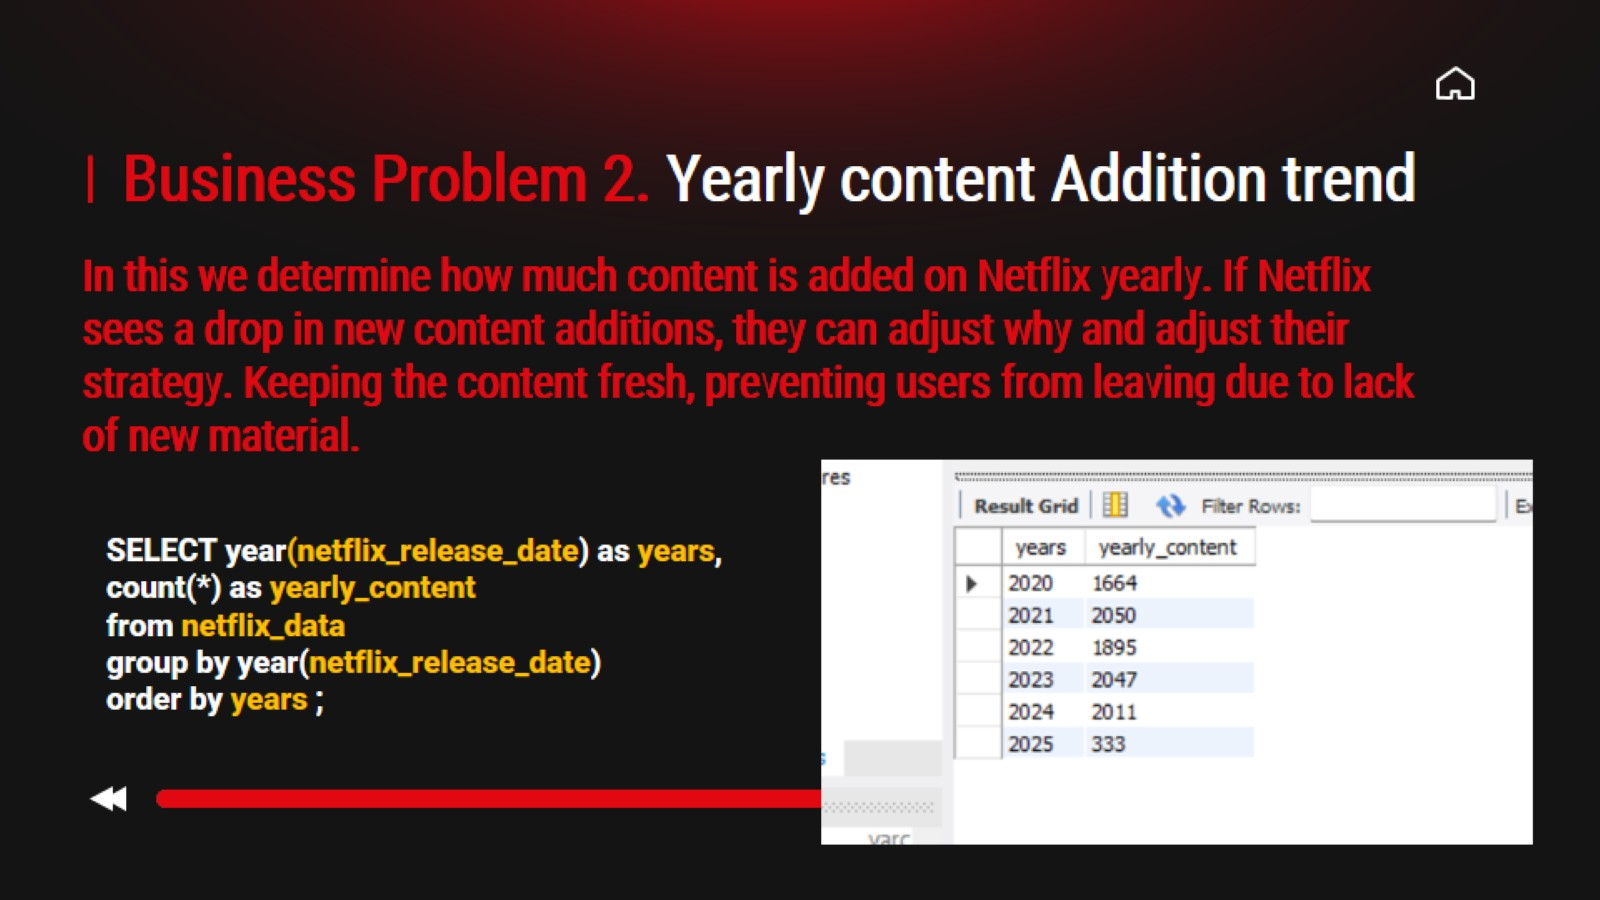 | Business Problem 2. Yearly content Addition trend
In this we determine how much content is added on Netflix yearly. If Netflix
sees a drop in new content additions, they can adjust why and adjust their
strategy. Keeping the content fresh, preventing users from leaving due to lack
of new material.
SELECT year(netflix_release_date) as years,
count(*) as yearly_content
from netflix_data
group by year(netflix_release_date)
order by years ;
res
Result Grid Filter Rows: Ex
years yearly_content
2020 1664
2021 2050
2022 1895
2023 2047
2024 2011
2025 333
s
varc